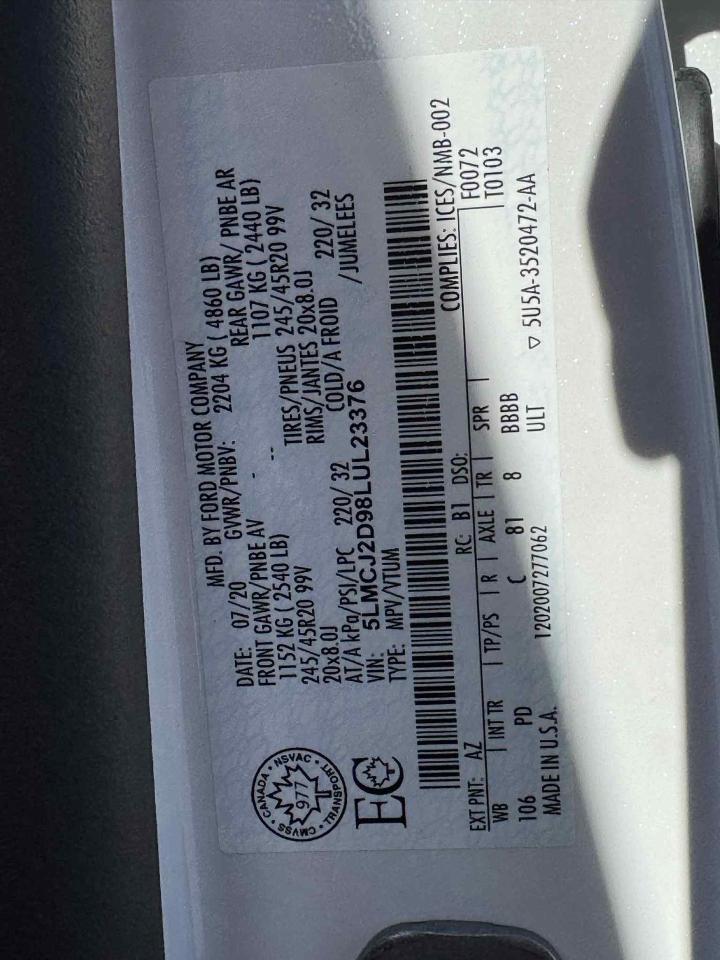 MFD. BY FORD MOTOR COMPANY
DATE: 07/20 GVWR/PNBV: 2204 KG ( 4860 LB)
FRONT GAWR/PNBE AV - REAR GAWR/ PNBE AR
1152 KG ( 2540 LB) -- 1107 KG ( 2440 LB)
245/45R20 99V TIRES/PNEUS 245/45R20 99V
20x8.0J RIMS/JANTES 20x8.0J
AT/A kPa/PSI/LPC 220/ 32 COLD/A FROID 220/ 32
VIN: 5LMCJ2D98LUL23376 /JUMELEES
TYPE: MPV/VTUM
CANADA • NSVAC • TRANSPORT • CMVSS •
977
EC
COMPLIES: ICES/NMB-002
EXT PNT: AZ RC: B1 DSO: F0072
WB INT TR TP/PS R AXLE TR SPR T0103
106 PD C 81 8 BBBB
ULT
MADE IN U.S.A. 1202007277062 ▽ 5U5A-3520472-AA